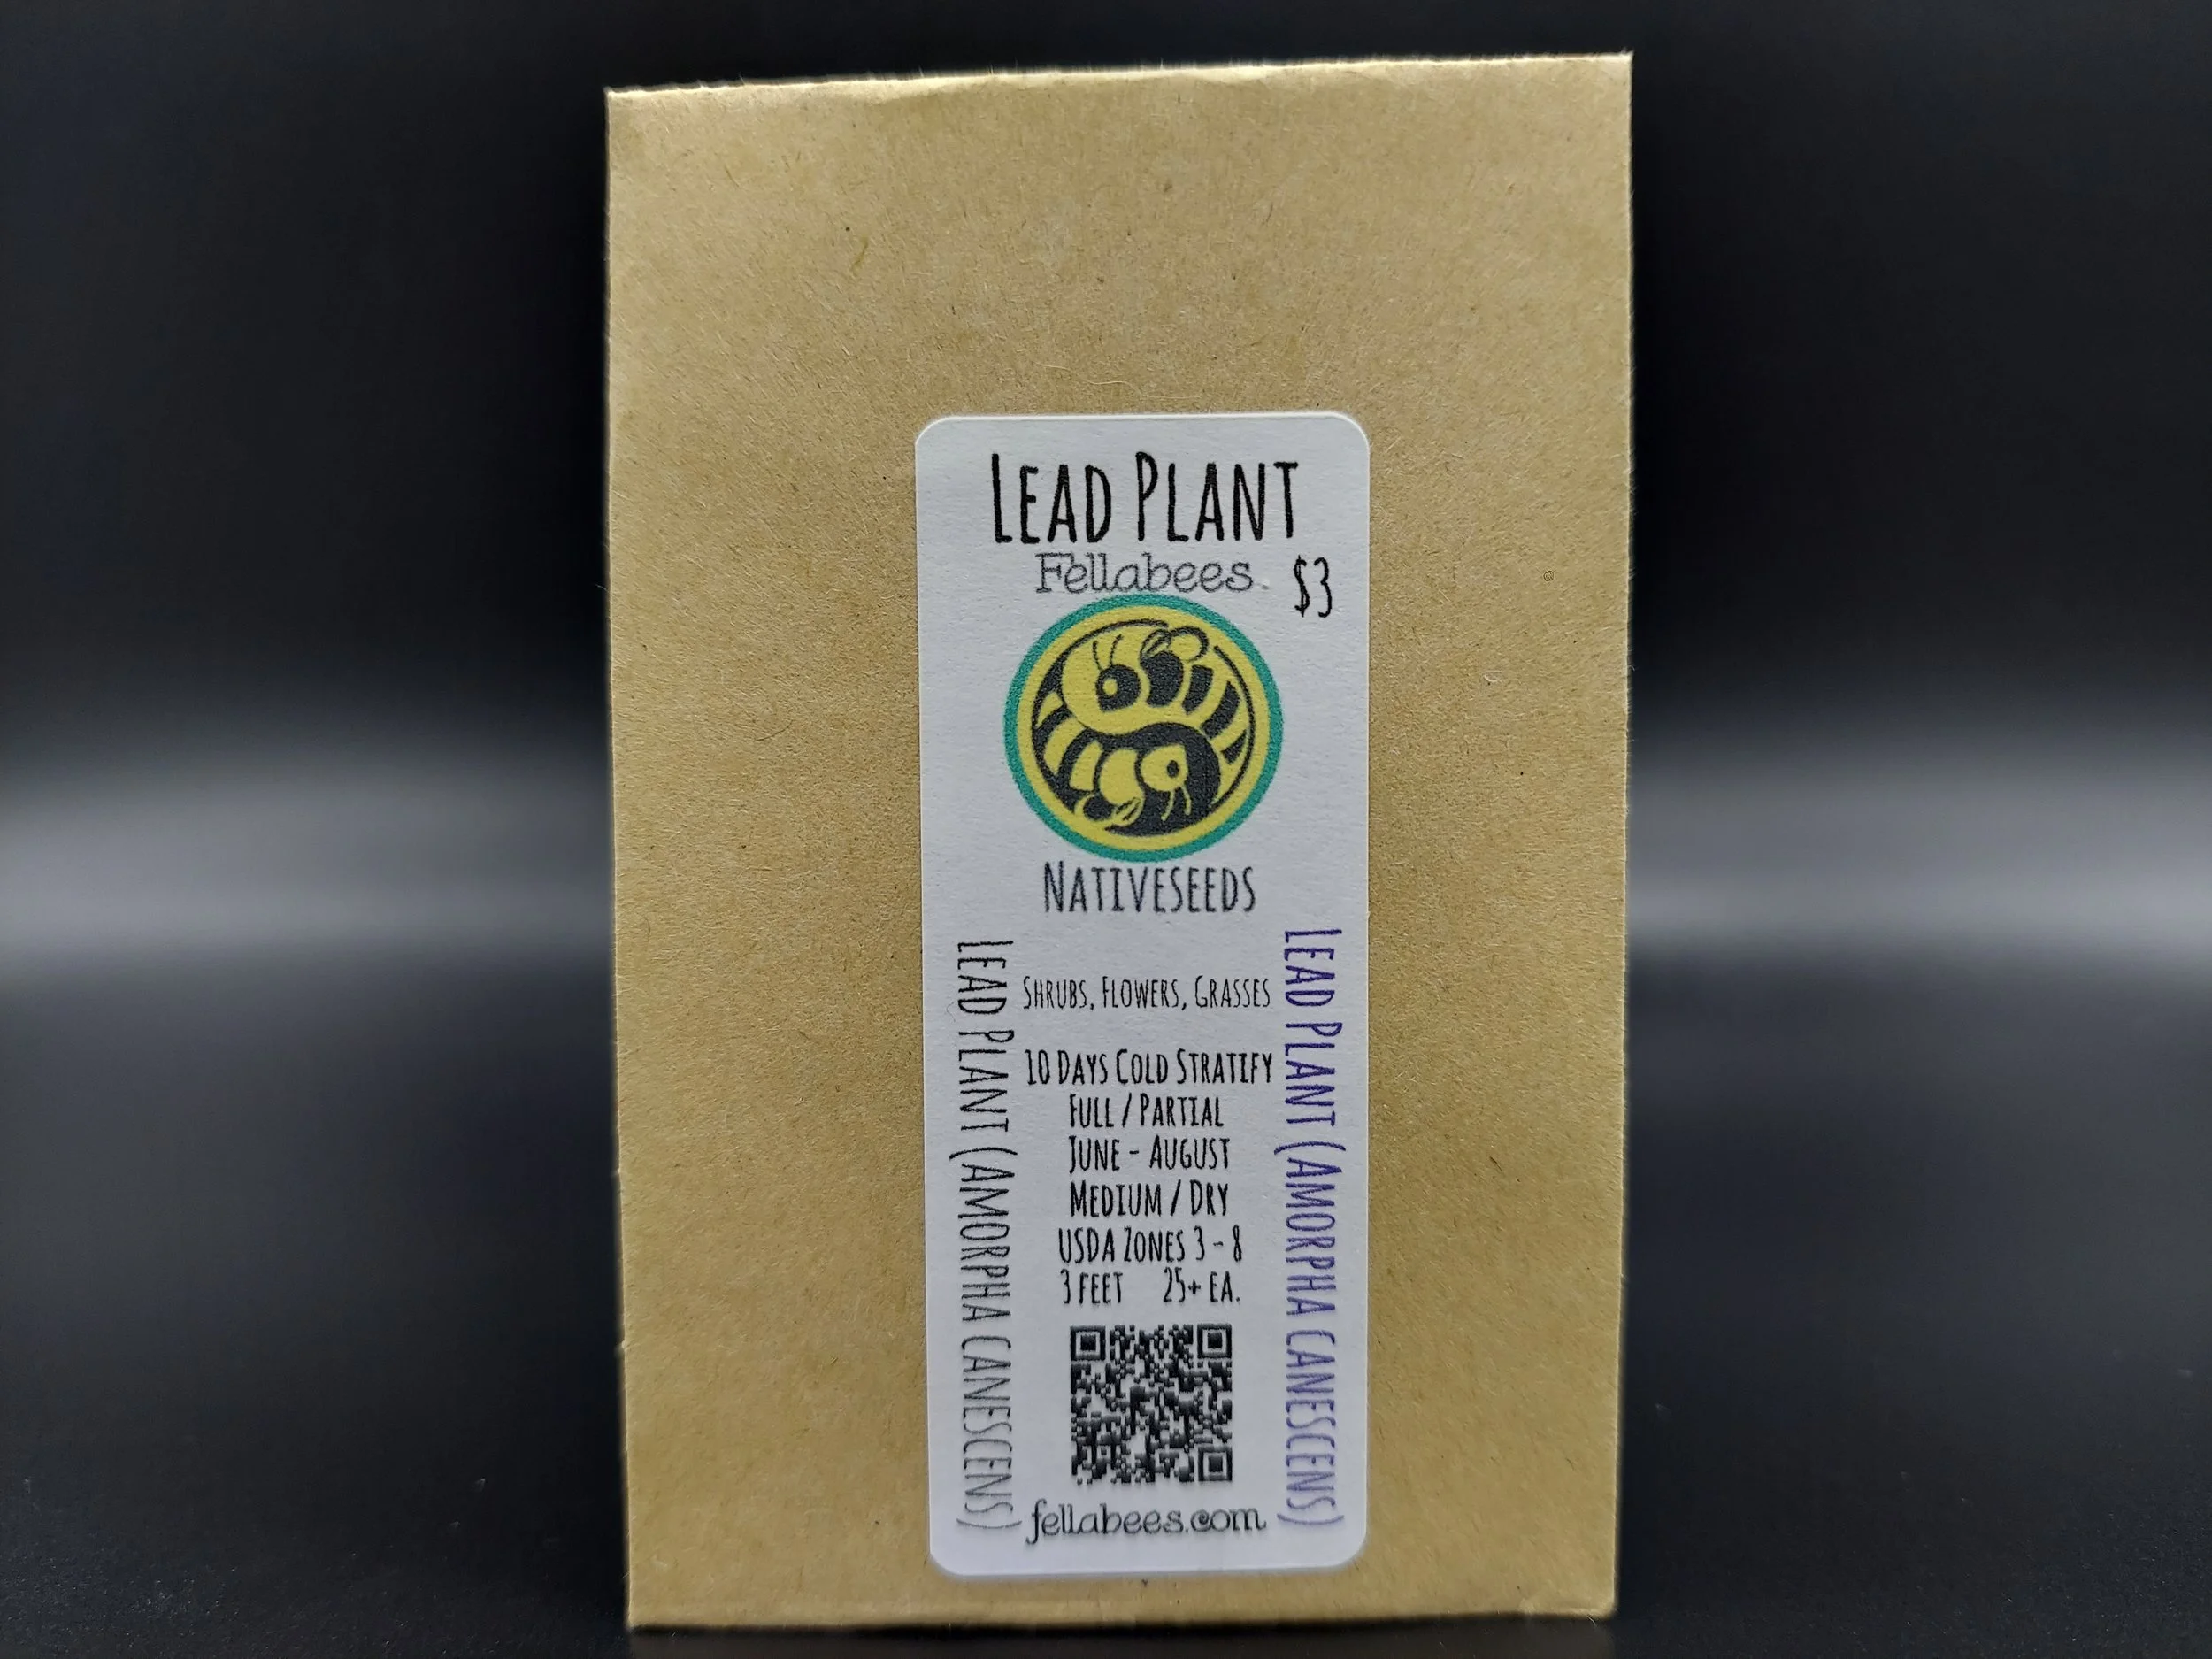 Lead Plant
Fellabees
$3
Nativeseeds
Shrubs, Flowers, Grasses
10 Days Cold Stratify
Full / Partial
June - August
Medium / Dry
USDA Zones 3 - 8
3 feet 25+ ea.
Lead Plant (Amorpha canescens)
Lead Plant (Amorpha canescens)
fellabees.com